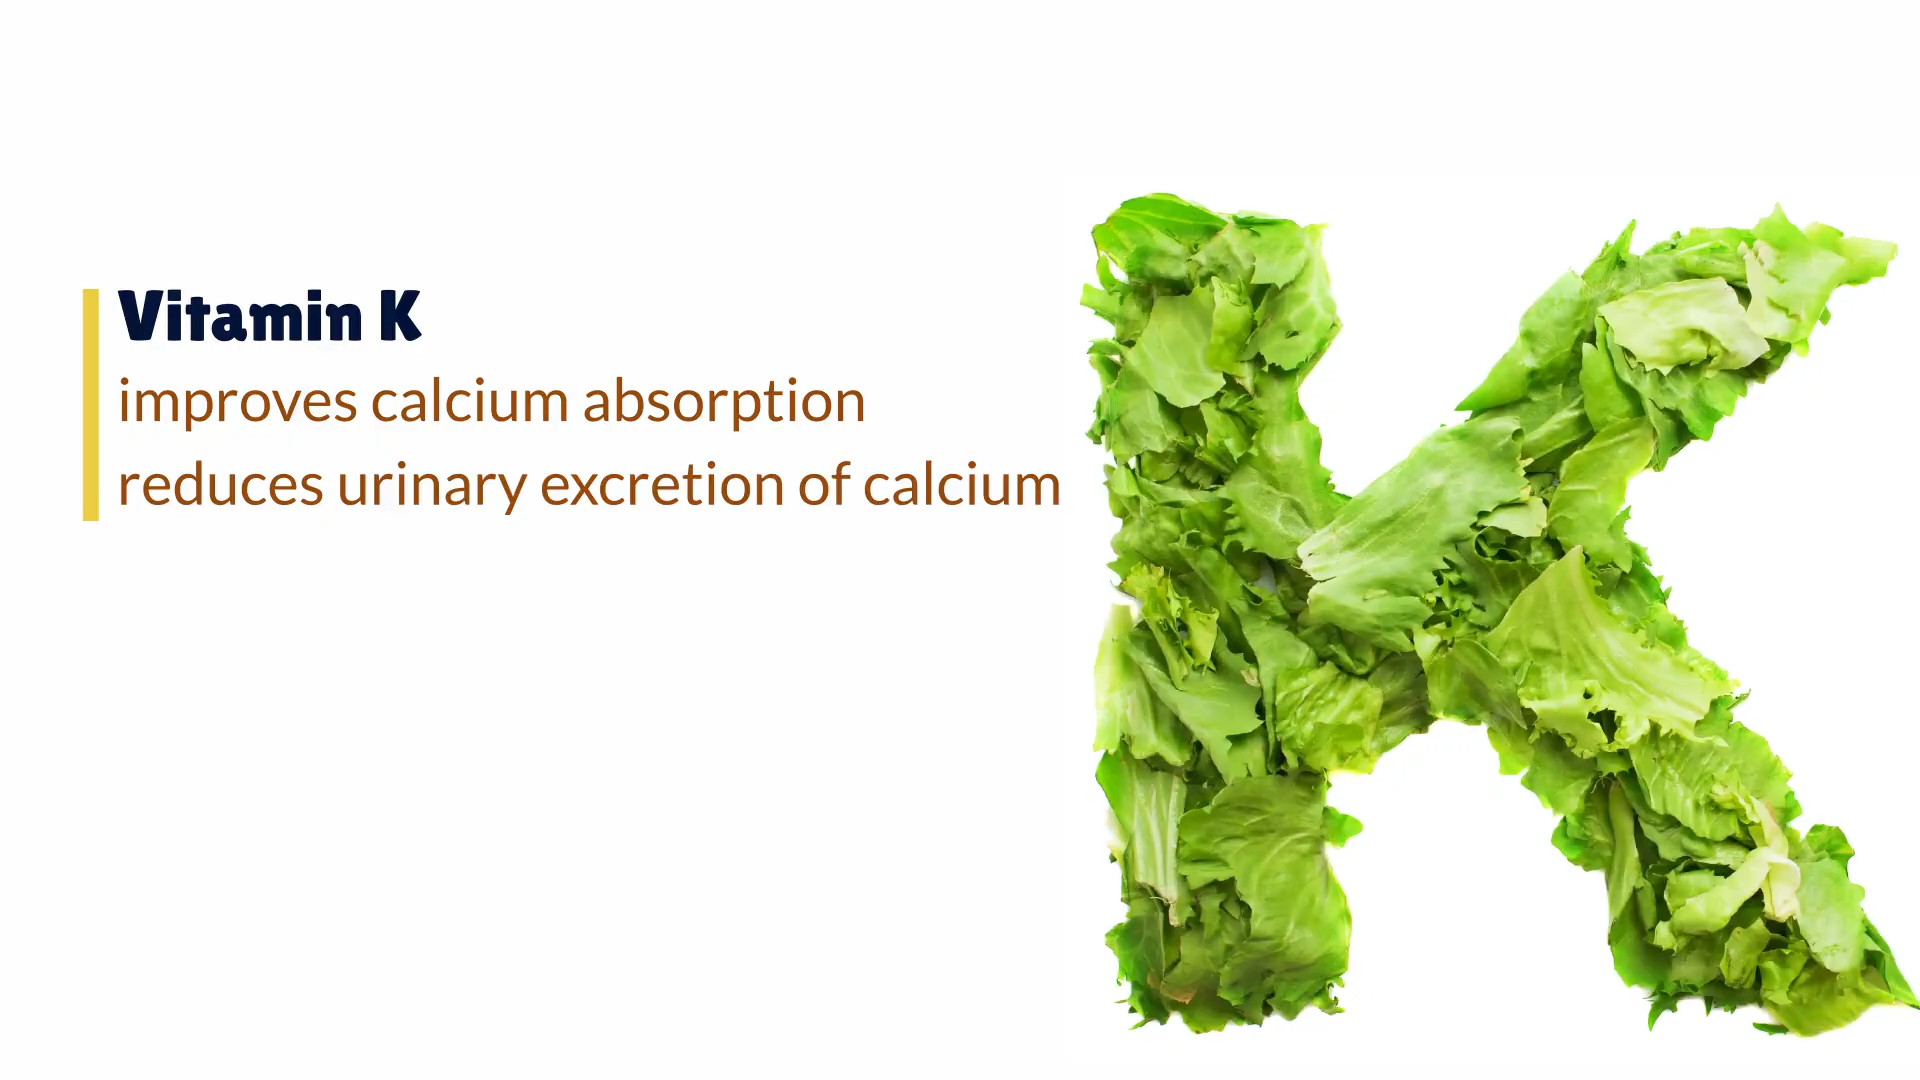 Vitamin K
improves calcium absorption
reduces urinary excretion of calcium